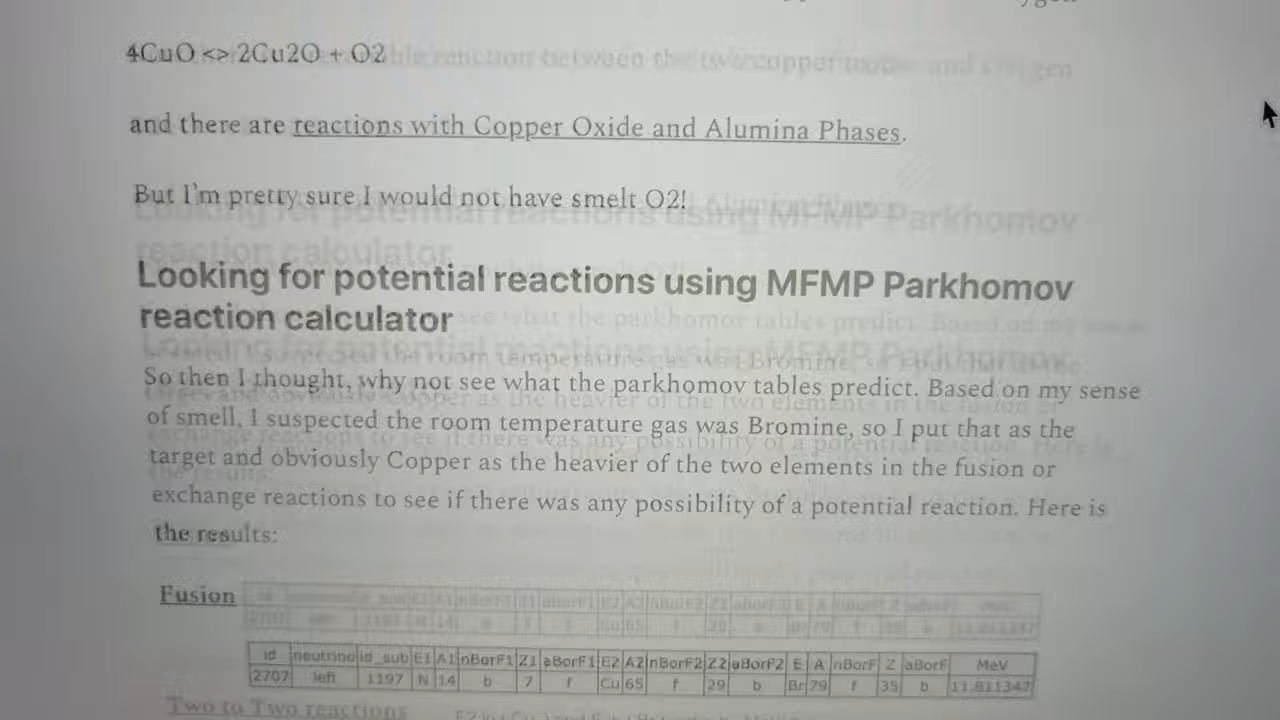 4CuO <> 2Cu2O + O2
and there are reactions with Copper Oxide and Alumina Phases.
But I'm pretty sure I would not have smelt O2!
Looking for potential reactions using MFMP Parkhomov
reaction calculator
So then I thought, why not see what the parkhomov tables predict. Based on my sense
of smell, I suspected the room temperature gas was Bromine, so I put that as the
target and obviously Copper as the heavier of the two elements in the fusion or
exchange reactions to see if there was any possibility of a potential reaction. Here is
the results:
Fusion
id neutrino id_sub E1 A1 nBorF1 Z1 aBorF1 E2 A2 nBorF2 Z2 aBorF2 E A nBorF Z aBorF MeV
2707 left 1197 N 14 b 7 f Cu 65 f 29 b Br 79 f 35 b 11.811347
Two to Two reactions